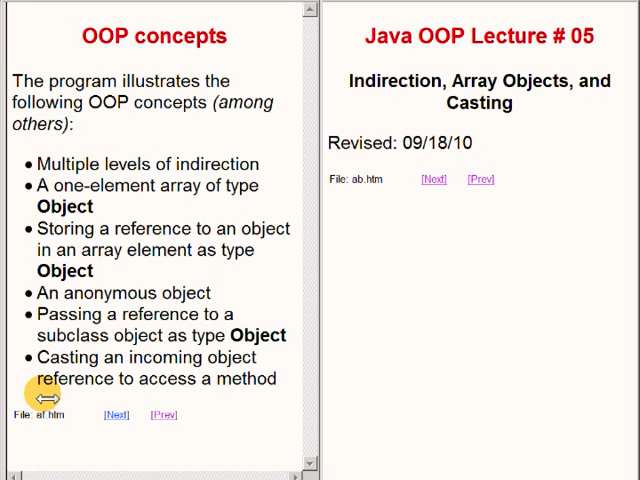 OOP concepts
The program illustrates the
following OOP concepts (among
others):
• Multiple levels of indirection
• A one-element array of type
Object
• Storing a reference to an object
in an array element as type
Object
• An anonymous object
• Passing a reference to a
subclass object as type Object
• Casting an incoming object
reference to access a method
File: af.htm [Next] [Prev]
Java OOP Lecture # 05
Indirection, Array Objects, and
Casting
Revised: 09/18/10
File: ab.htm [Next] [Prev]